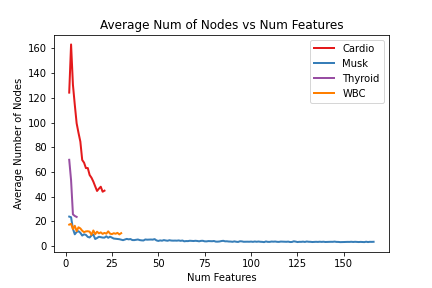 Average Num of Nodes vs Num Features
Average Number of Nodes
160
140
120
100
80
60
40
20
0
0 25 50 75 100 125 150
Num Features
Cardio
Musk
Thyroid
WBC